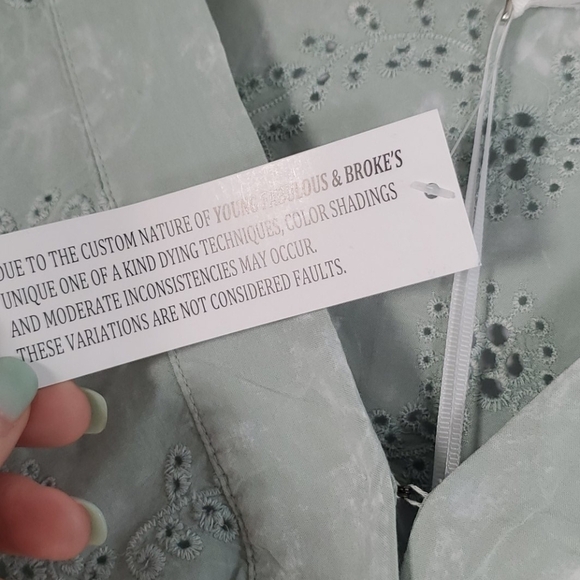 DUE TO THE CUSTOM NATURE OF YOUNG FABULOUS & BROKE'S
UNIQUE ONE OF A KIND DYING TECHNIQUES, COLOR SHADINGS
AND MODERATE INCONSISTENCIES MAY OCCUR.
THESE VARIATIONS ARE NOT CONSIDERED FAULTS.